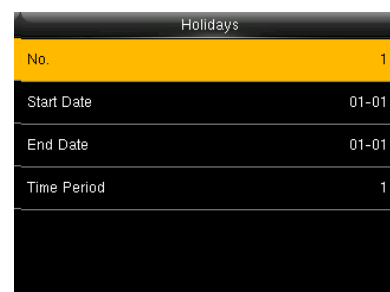 Holidays
No. 1
Start Date 01-01
End Date 01-01
Time Period 1